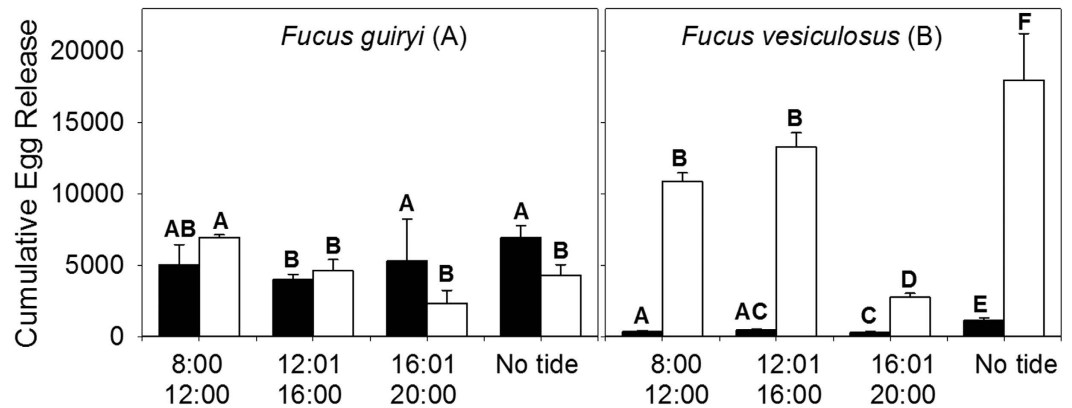 Cumulative Egg Release
20000
15000
10000
5000
0
Fucus guiryi (A)
AB
A
B
B
A
B
A
B
8:00
12:00
12:01
16:00
16:01
20:00
No tide
Fucus vesiculosus (B)
A
B
AC
B
C
D
E
F
8:00
12:00
12:01
16:00
16:01
20:00
No tide